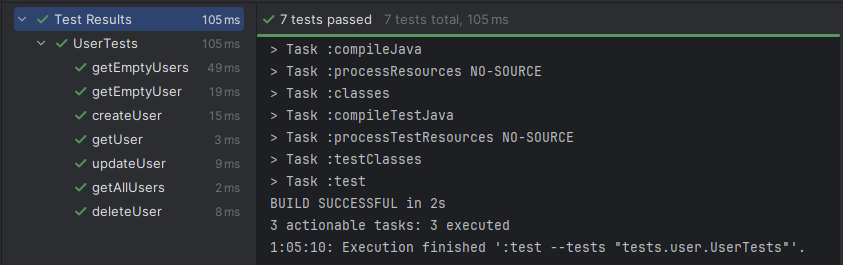 Test Results 105 ms
UserTests 105 ms
getEmptyUsers 49 ms
getEmptyUser 19 ms
createUser 15 ms
getUser 3 ms
updateUser 9 ms
getAllUsers 2 ms
deleteUser 8 ms
7 tests passed 7 tests total, 105 ms
> Task :compileJava
> Task :processResources NO-SOURCE
> Task :classes
> Task :compileTestJava
> Task :processTestResources NO-SOURCE
> Task :testClasses
> Task :test
BUILD SUCCESSFUL in 2s
3 actionable tasks: 3 executed
1:05:10: Execution finished ':test --tests "tests.user.UserTests"'.